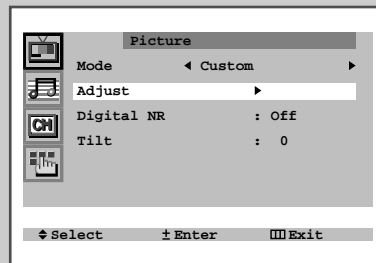 Picture
Mode ◀ Custom ▶
Adjust ▶
Digital NR : Off
CH
Tilt : 0
Select ± Enter Exit